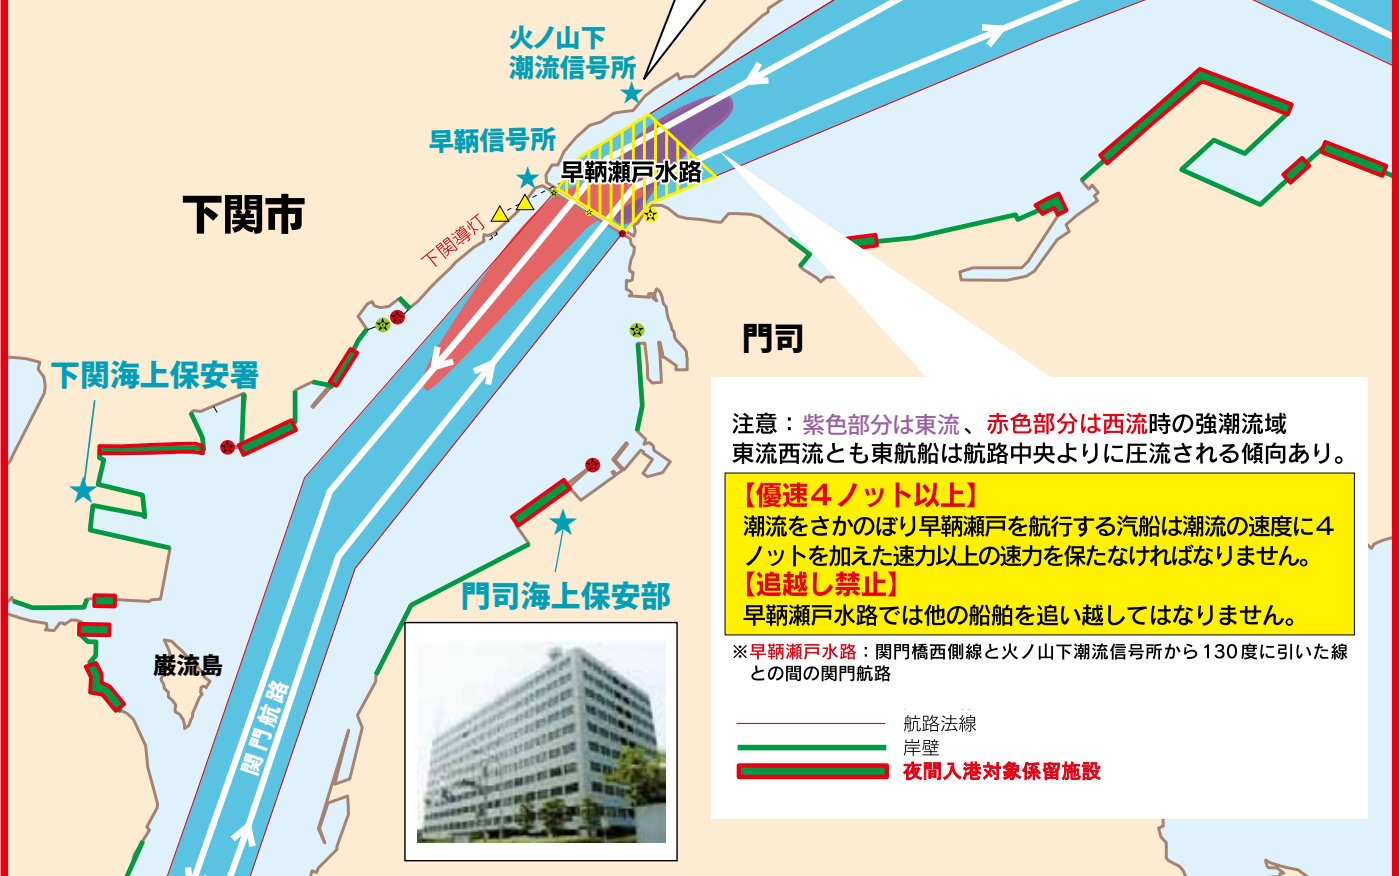 火ノ山下
潮流信号所
早鞆信号所
早鞆瀬戸水路
下関市
下関導灯
門司
下関海上保安署
門司海上保安部
巌流島
関門航路
注意：紫色部分は東流、赤色部分は西流時の強潮流域
東流西流とも東航船は航路中央よりに圧流される傾向あり。
【優速４ノット以上】
潮流をさかのぼり早鞆瀬戸を航行する汽船は潮流の速度に４
ノットを加えた速力以上の速力を保たなければなりません。
【追越し禁止】
早鞆瀬戸水路では他の船舶を追い越してはなりません。
※早鞆瀬戸水路：関門橋西側線と火ノ山下潮流信号所から130度に引いた線
との間の関門航路
航路法線
岸壁
夜間入港対象係留施設